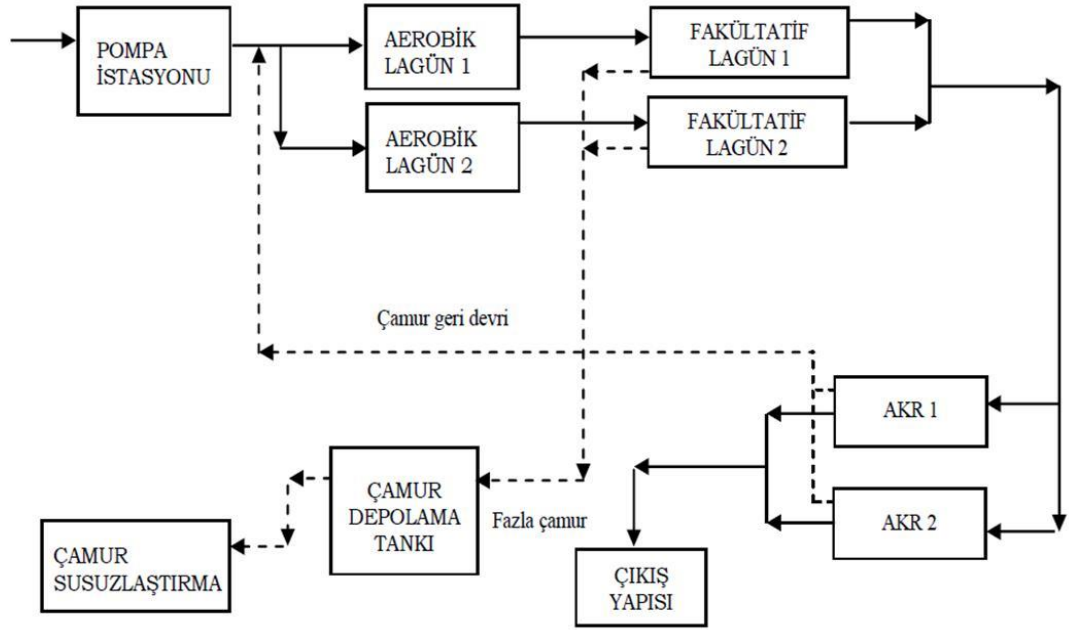 POMPA
İSTASYONU
AEROBİK
LAGÜN 1
FAKÜLTATİF
LAGÜN 1
AEROBİK
LAGÜN 2
FAKÜLTATİF
LAGÜN 2
Çamur geri devri
AKR 1
ÇAMUR
DEPOLAMA
TANKI
Fazla çamur
AKR 2
ÇAMUR
SUSUZLAŞTIRMA
ÇIKIŞ
YAPISI